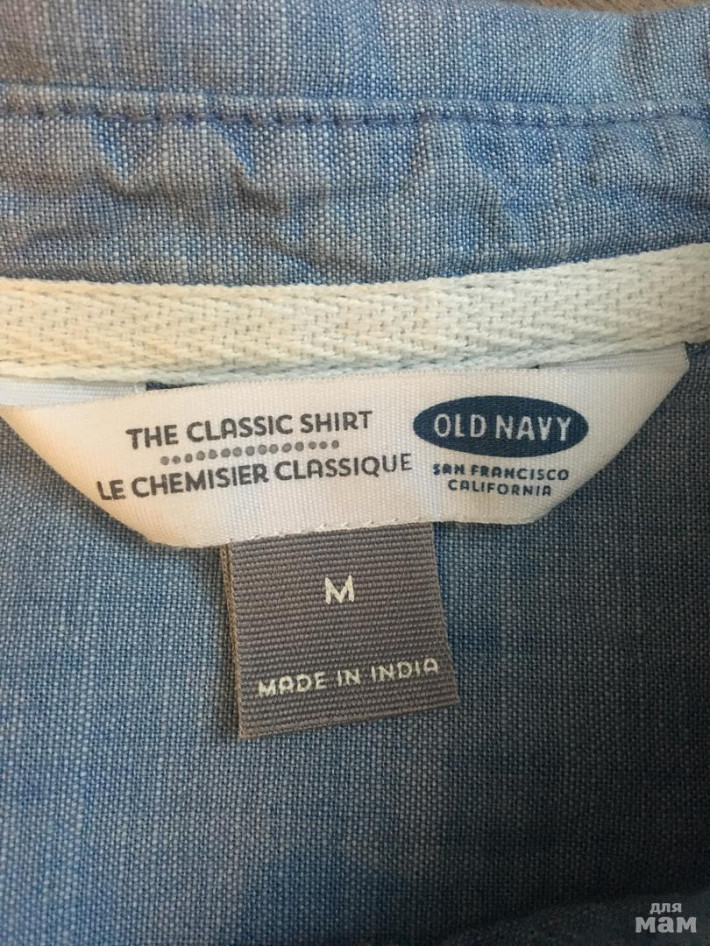 THE CLASSIC SHIRT
LE CHEMISIER CLASSIQUE
OLD NAVY
SAN FRANCISCO
CALIFORNIA
M
MADE IN INDIA
для
мам